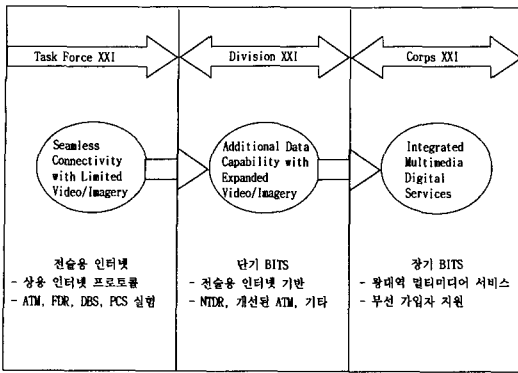 Task Force XXI
Division XXI
Corps XXI
Seamless
Connectivity
with Limited
Video/Imagery
Additional Data
Capability with
Expanded
Video/Imagery
Integrated
Multimedia
Digital
Services
전술용 인터넷
- 상용 인터넷 프로토콜
- ATM, FDR, DBS, PCS 실험
단기 BITS
- 전술용 인터넷 기반
- NTDR, 개선된 ATM, 기타
장기 BITS
- 광대역 멀티미디어 서비스
- 무선 가입자 지원